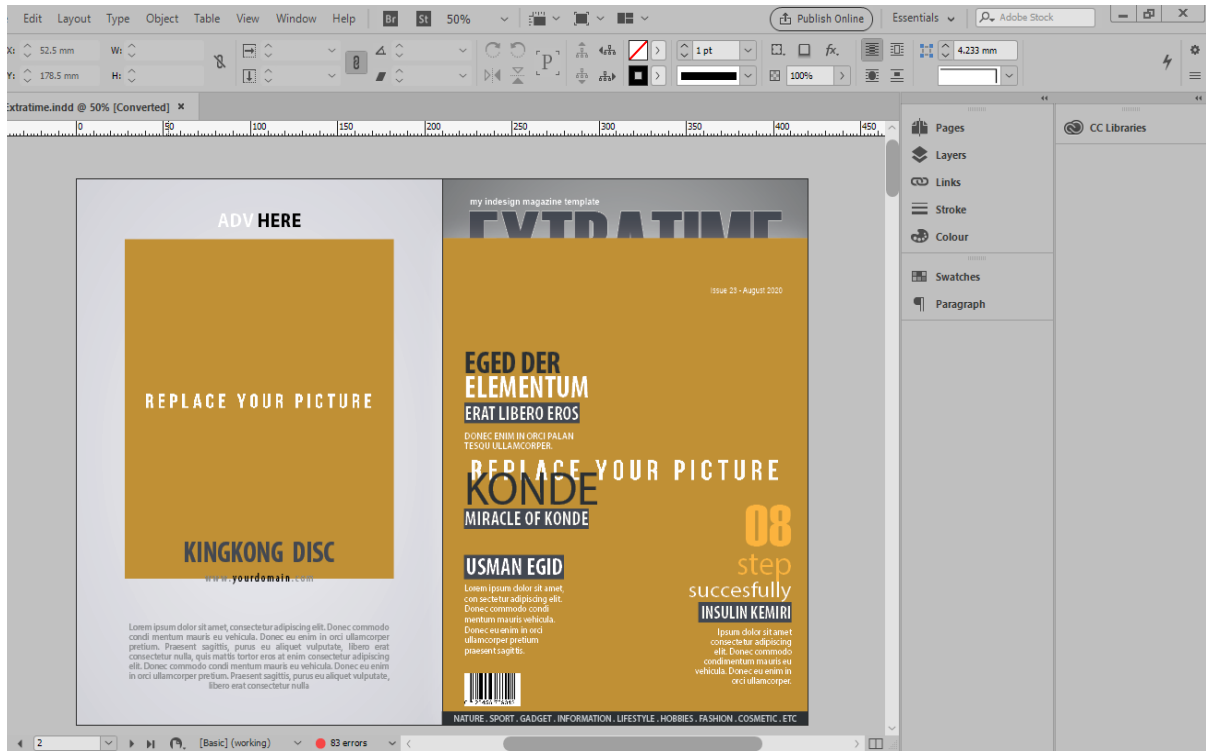 Edit Layout Type Object Table View Window Help Br St 50% Publish Online Essentials Adobe Stock
X: 52.5 mm W: 1 pt 4.233 mm
Y: 178.5 mm H: P 100%
Extratime.indd @ 50% [Converted] ×
0 50 100 150 200 250 300 350 400 450
Pages
Layers
Links
Stroke
Colour
Swatches
Paragraph
CC Libraries
ADV HERE
REPLACE YOUR PICTURE
KINGKONG DISC
www.yourdomain.com
Lorem ipsum dolor sit amet, consectetur adipiscing elit. Donec commodo
condi mentum mauris eu vehicula. Donec eu enim in orci ullamcorper
pretium. Praesent sagittis, purus eu aliquet vulputate, libero erat
consectetur nulla, quis mattis tortor eros at enim consectetur adipiscing
elit. Donec commodo condi mentum mauris eu vehicula. Donec eu enim
in orci ullamcorper pretium. Praesent sagittis, purus eu aliquet vulputate,
libero erat consectetur nulla
my indesign magazine template
EXTRATIME
Issue 23 - August 2020
EGED DER
ELEMENTUM
ERAT LIBERO EROS
DONEC ENIM IN ORCI PALAN
TESQU ULLAMCORPER.
REPLACE YOUR PICTURE
KONDE
MIRACLE OF KONDE
USMAN EGID
Lorem ipsum dolor sit amet,
con sectetur adipiscing elit.
Donec commodo condi
mentum mauris vehicula.
Donec eu enim in orci
ullamcorper pretium
praesent sagittis.
08
step
succesfully
INSULIN KEMIRI
Ipsum dolor sit amet
consectetur adipiscing
elit. Donec commodo
condimentum mauris eu
vehicula. Donec eu enim in
orci ullamcorper.
NATURE . SPORT . GADGET . INFORMATION . LIFESTYLE . HOBBIES . FASHION . COSMETIC . ETC
2 [Basic] (working) 83 errors